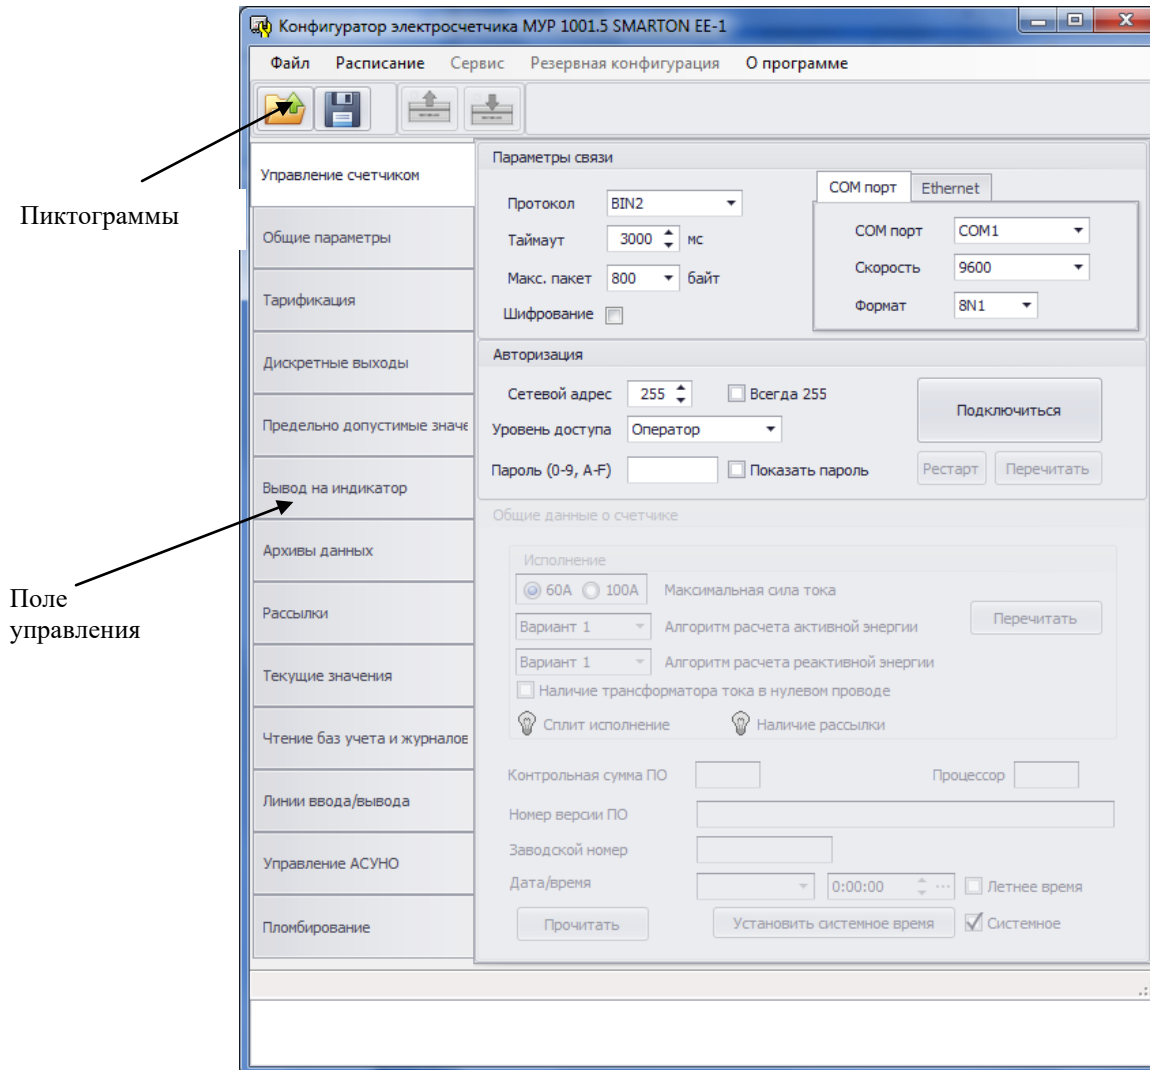 Конфигуратор электросчетчика МУР 1001.5 SMARTON EE-1
Файл Расписание Сервис Резервная конфигурация О программе
Пиктограммы
Поле
управления
Управление счетчиком
Общие параметры
Тарификация
Дискретные выходы
Предельно допустимые значе
Вывод на индикатор
Архивы данных
Рассылки
Текущие значения
Чтение баз учета и журналов
Линии ввода/вывода
Управление АСУНО
Пломбирование
Параметры связи
Протокол BIN2
Таймаут 3000 мс
Макс. пакет 800 байт
Шифрование
COM порт Ethernet
COM порт COM1
Скорость 9600
Формат 8N1
Авторизация
Сетевой адрес 255 Всегда 255
Уровень доступа Оператор
Пароль (0-9, A-F) Показать пароль
Подключиться
Рестарт Перечитать
Общие данные о счетчике
Исполнение
60А 100А Максимальная сила тока
Вариант 1 Алгоритм расчета активной энергии
Перечитать
Вариант 1 Алгоритм расчета реактивной энергии
Наличие трансформатора тока в нулевом проводе
Сплит исполнение Наличие рассылки
Контрольная сумма ПО Процессор
Номер версии ПО
Заводской номер
Дата/время 0:00:00 ... Летнее время
Прочитать Установить системное время Системное